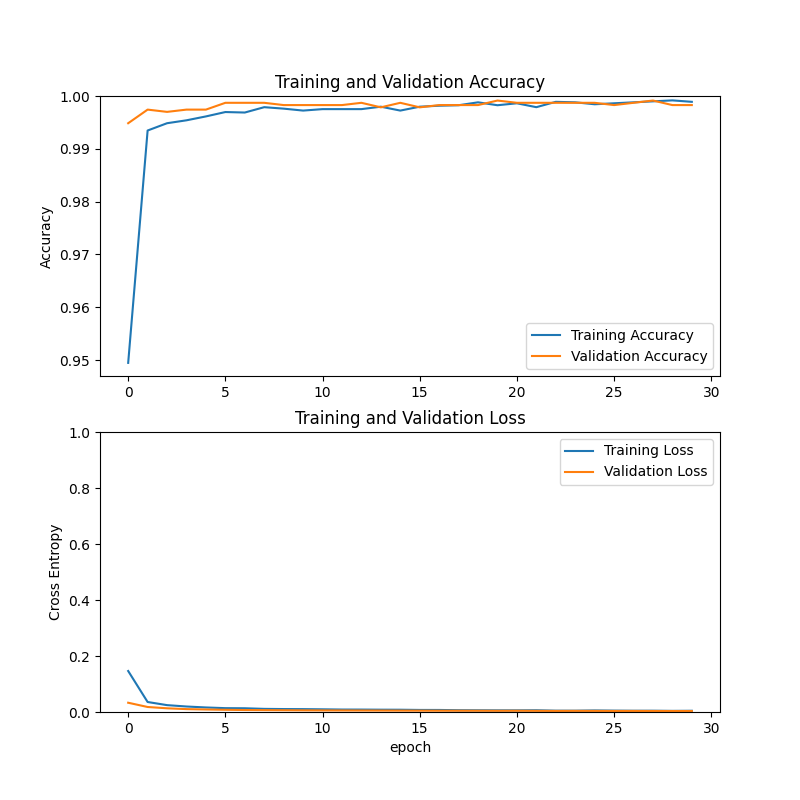 Training and Validation Accuracy
Accuracy
1.00
0.99
0.98
0.97
0.96
0.95
Training Accuracy
Validation Accuracy
0 5 10 15 20 25 30
Training and Validation Loss
Cross Entropy
1.0
0.8
0.6
0.4
0.2
0.0
Training Loss
Validation Loss
0 5 10 15 20 25 30
epoch